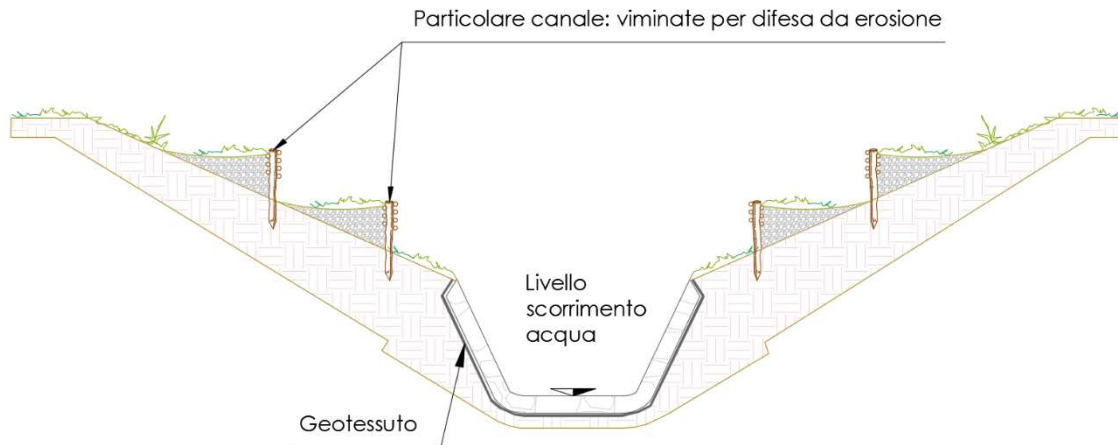 Particolare canale: viminate per difesa da erosione
Livello
scorrimento
acqua
Geotessuto